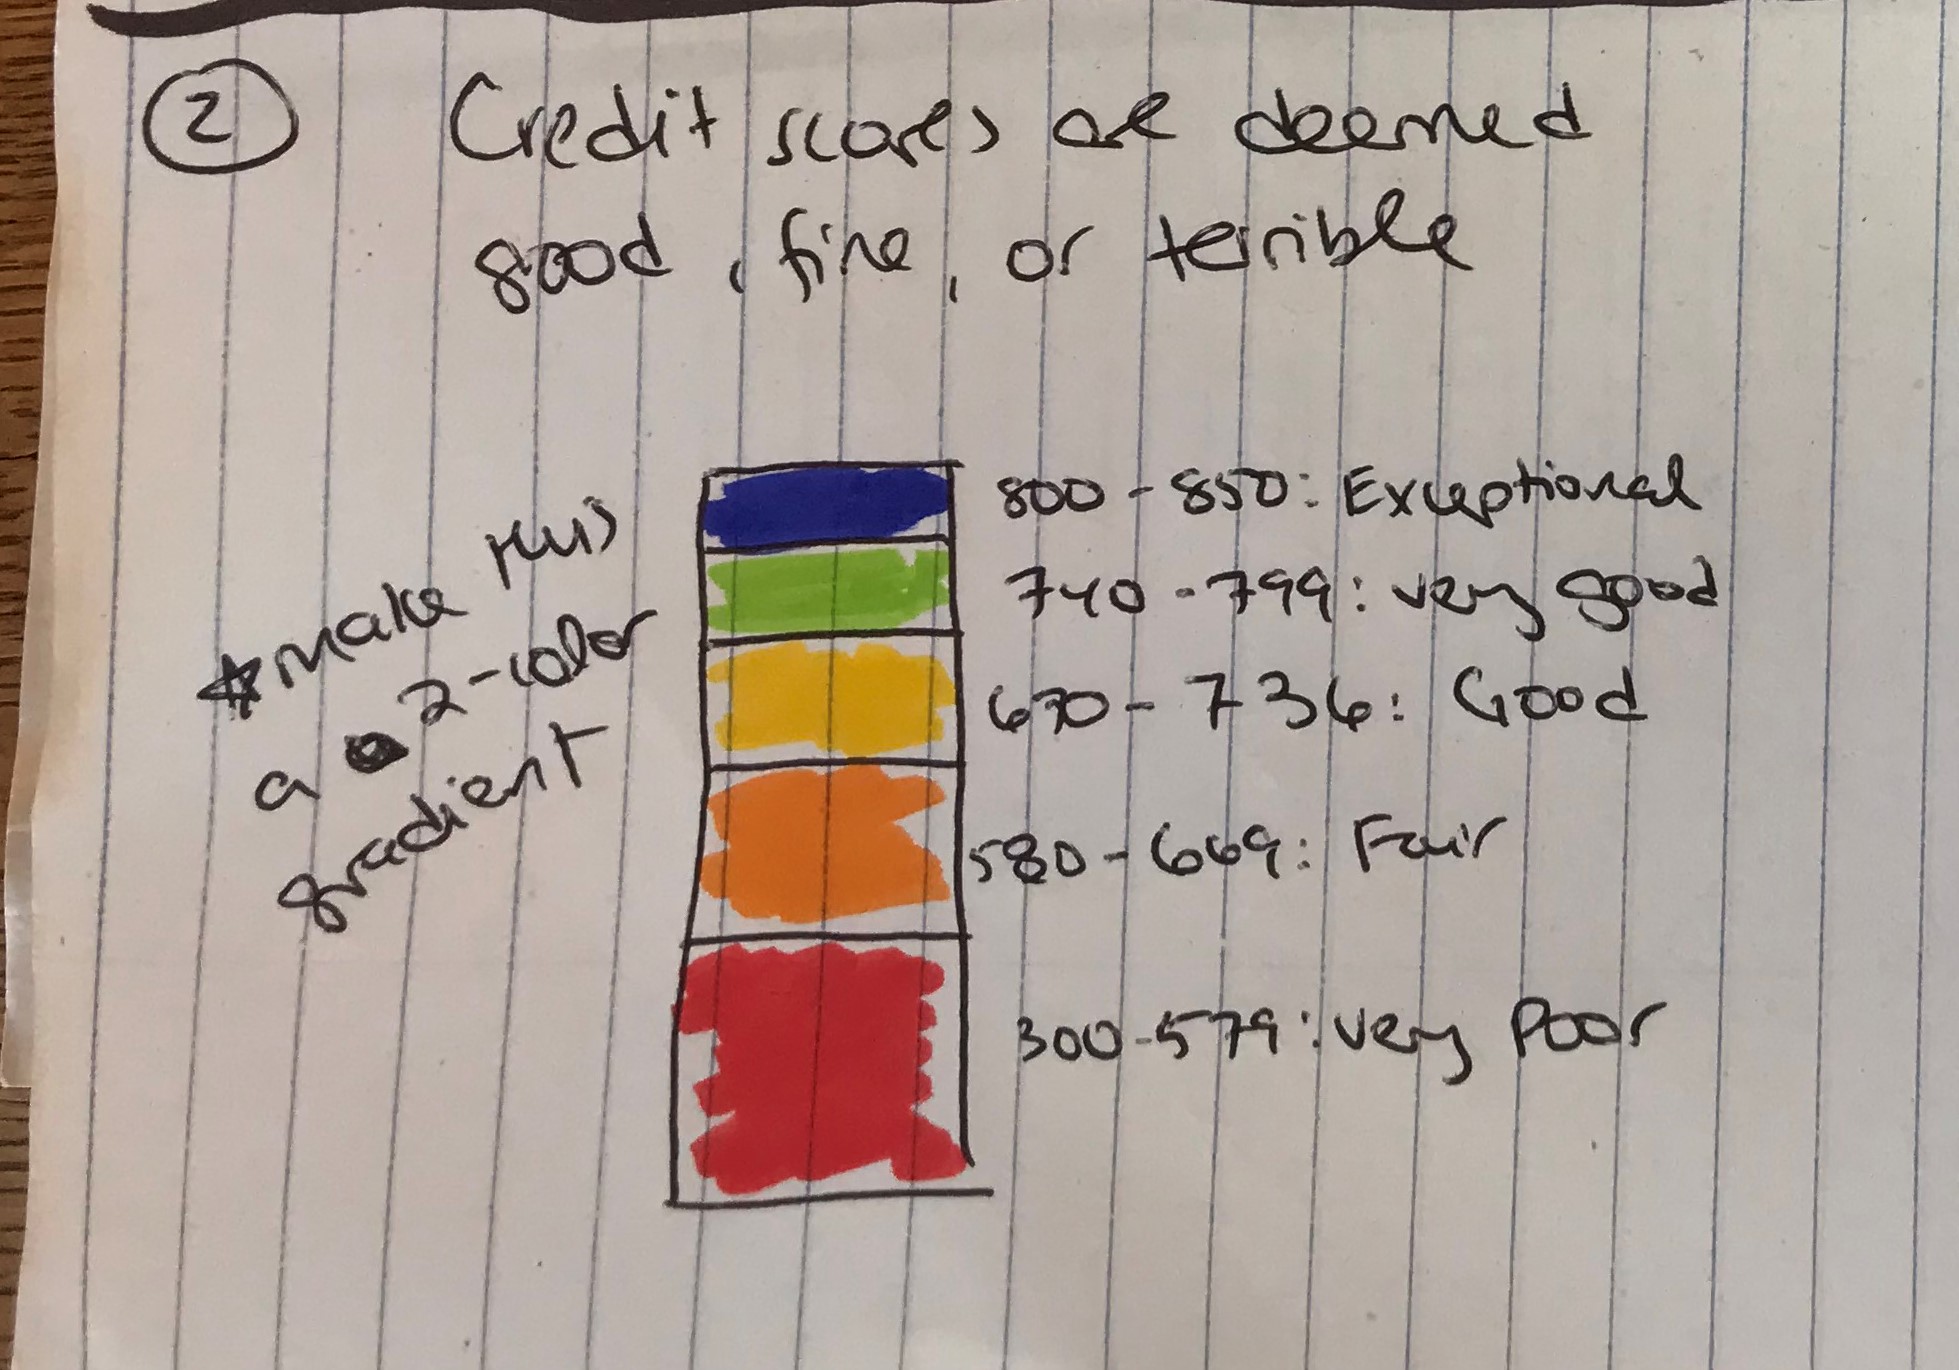 2
Credit scores are deemed
good, fine, or terrible
800-850: Exceptional
740-799: very good
670-736: Good
580-669: Fair
300-579: very poor
*make this
a 2-color
gradient